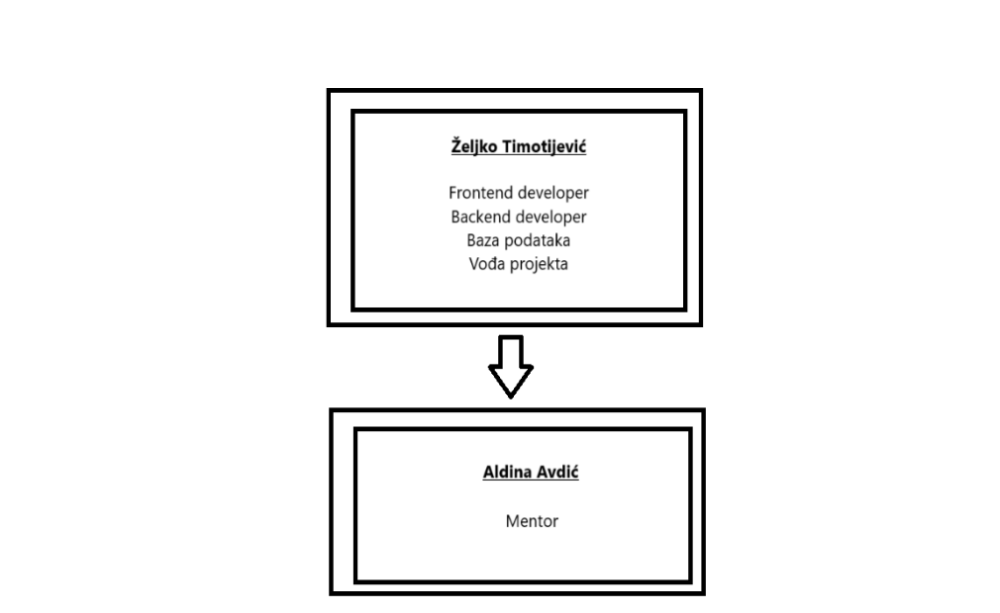 Željko Timotijević
Frontend developer
Backend developer
Baza podataka
Vođa projekta
Aldina Avdić
Mentor